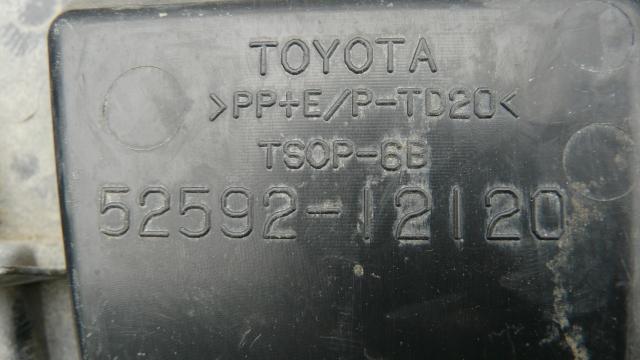 TOYOTA
>PP+E/P-TD20<
TSOP-6B
52592-12120